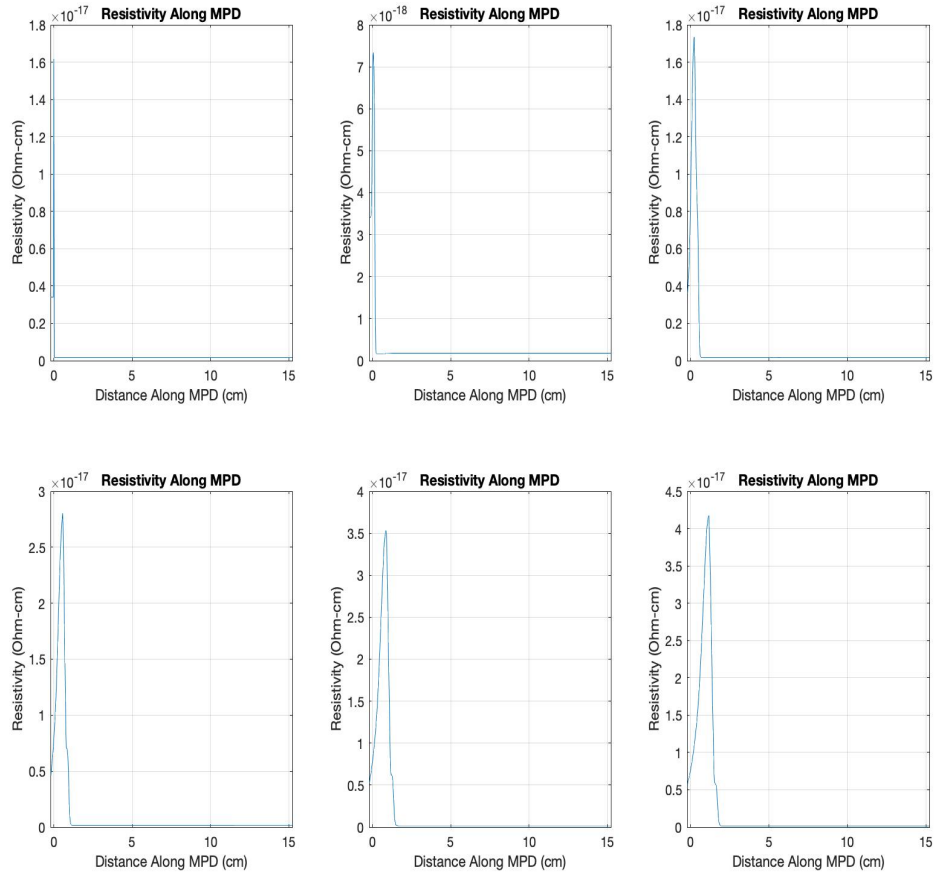 ×10⁻¹⁷ Resistivity Along MPD
1.8
1.6
1.4
1.2
1
0.8
0.6
0.4
0.2
0
Resistivity (Ohm-cm)
0 5 10 15
Distance Along MPD (cm)
×10⁻¹⁸ Resistivity Along MPD
8
7
6
5
4
3
2
1
0
Resistivity (Ohm-cm)
0 5 10 15
Distance Along MPD (cm)
×10⁻¹⁷ Resistivity Along MPD
1.8
1.6
1.4
1.2
1
0.8
0.6
0.4
0.2
0
Resistivity (Ohm-cm)
0 5 10 15
Distance Along MPD (cm)
×10⁻¹⁷ Resistivity Along MPD
3
2.5
2
1.5
1
0.5
0
Resistivity (Ohm-cm)
0 5 10 15
Distance Along MPD (cm)
×10⁻¹⁷ Resistivity Along MPD
4
3.5
3
2.5
2
1.5
1
0.5
0
Resistivity (Ohm-cm)
0 5 10 15
Distance Along MPD (cm)
×10⁻¹⁷ Resistivity Along MPD
4.5
4
3.5
3
2.5
2
1.5
1
0.5
0
Resistivity (Ohm-cm)
0 5 10 15
Distance Along MPD (cm)